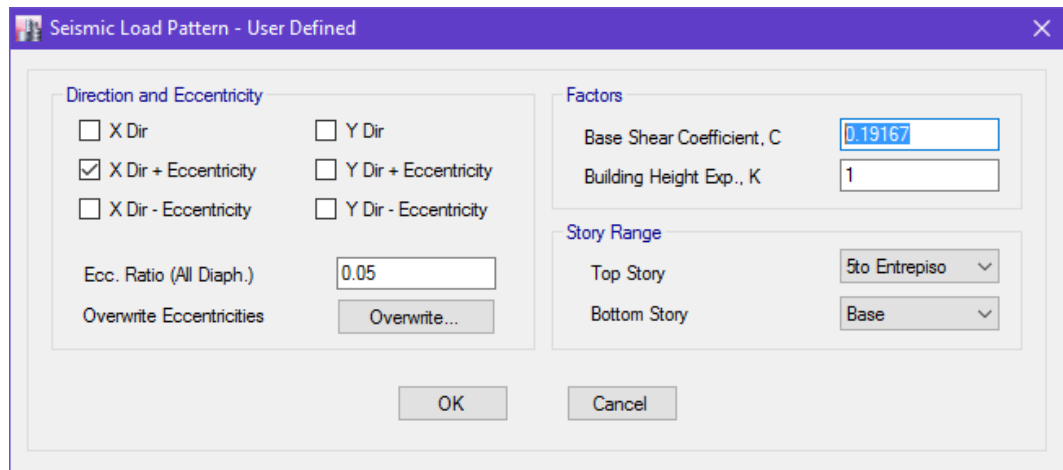 Seismic Load Pattern - User Defined
Direction and Eccentricity
X Dir
Y Dir
X Dir + Eccentricity
Y Dir + Eccentricity
X Dir - Eccentricity
Y Dir - Eccentricity
Ecc. Ratio (All Diaph.)
0.05
Overwrite Eccentricities
Overwrite...
Factors
Base Shear Coefficient, C
0.19167
Building Height Exp., K
1
Story Range
Top Story
5to Entrepiso
Bottom Story
Base
OK
Cancel